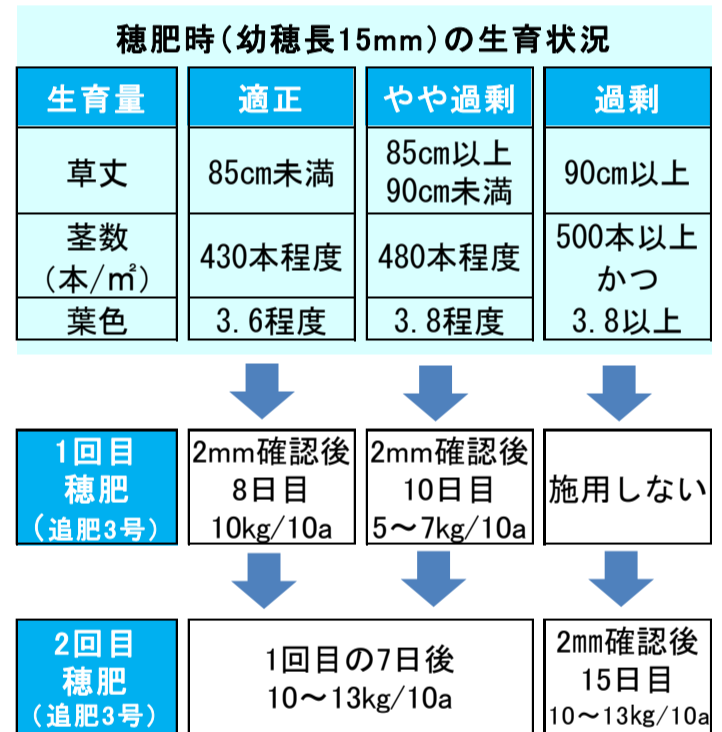 穂肥時(幼穂長15mm)の生育状況
生育量 適正 やや過剰 過剰
草丈 85cm未満 85cm以上 90cm未満 90cm以上
茎数 (本/㎡) 430本程度 480本程度 500本以上 かつ
葉色 3.6程度 3.8程度 3.8以上
1回目 穂肥 (追肥3号)
2mm確認後 8日目 10kg/10a
2mm確認後 10日目 5～7kg/10a
施用しない
2回目 穂肥 (追肥3号)
1回目の7日後 10～13kg/10a
2mm確認後 15日目 10～13kg/10a